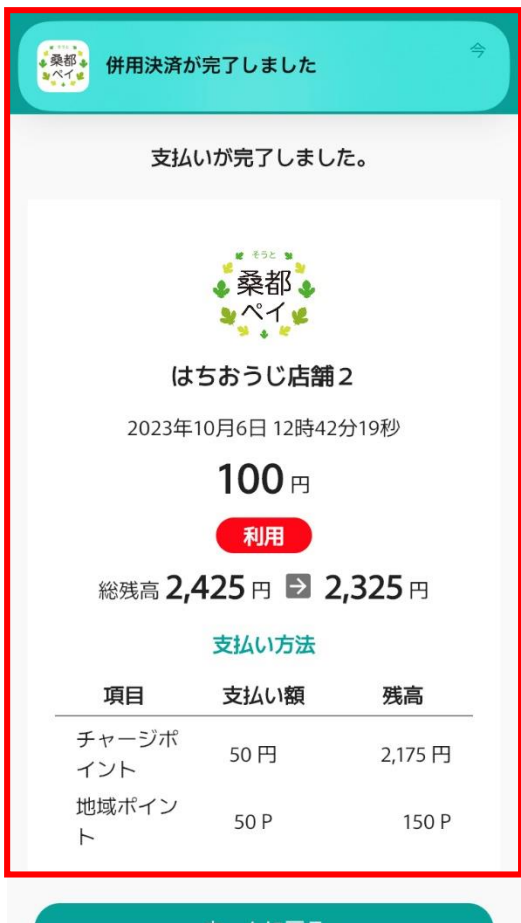 そうと
桑都
ペイ
併用決済が完了しました
今
支払いが完了しました。
そうと
桑都
ペイ
はちおうじ店舗2
2023年10月6日 12時42分19秒
100 円
利用
総残高 2,425 円 → 2,325 円
支払い方法
項目 支払い額 残高
チャージポ
イント 50 円 2,175 円
地域ポイン
ト 50 P 150 P